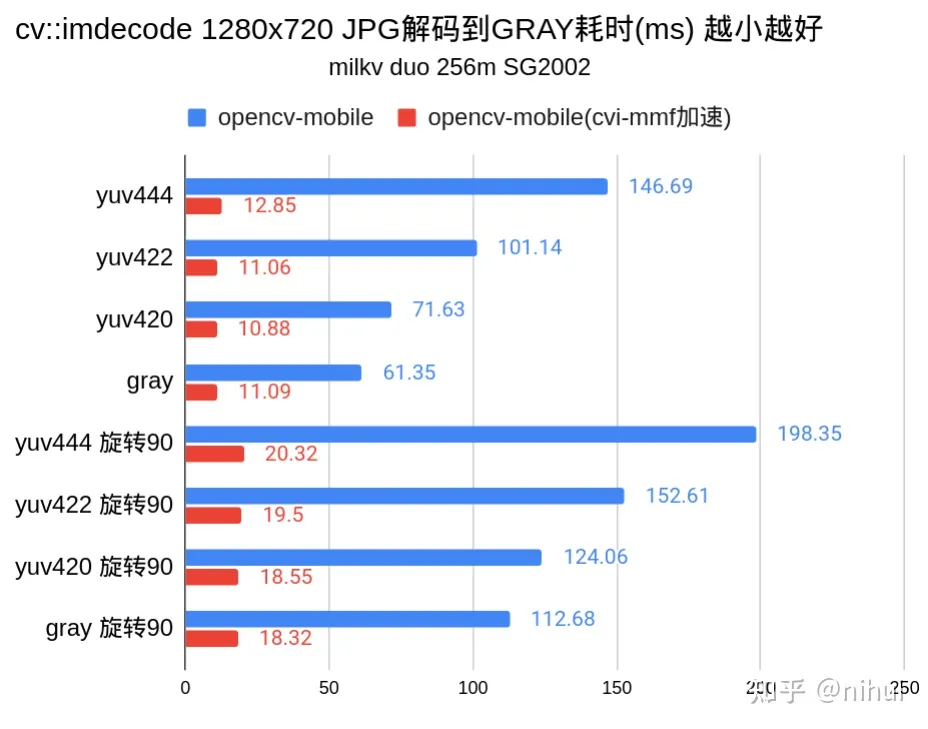 cv::imdecode 1280x720 JPG解码到GRAY耗时(ms) 越小越好
milkv duo 256m SG2002
opencv-mobile opencv-mobile(cvi-mmf加速)
yuv444 146.69
12.85
yuv422 101.14
11.06
yuv420 71.63
10.88
gray 61.35
11.09
yuv444 旋转90 198.35
20.32
yuv422 旋转90 152.61
19.5
yuv420 旋转90 124.06
18.55
gray 旋转90 112.68
18.32
0 50 100 150 200 250
知乎 @nihui